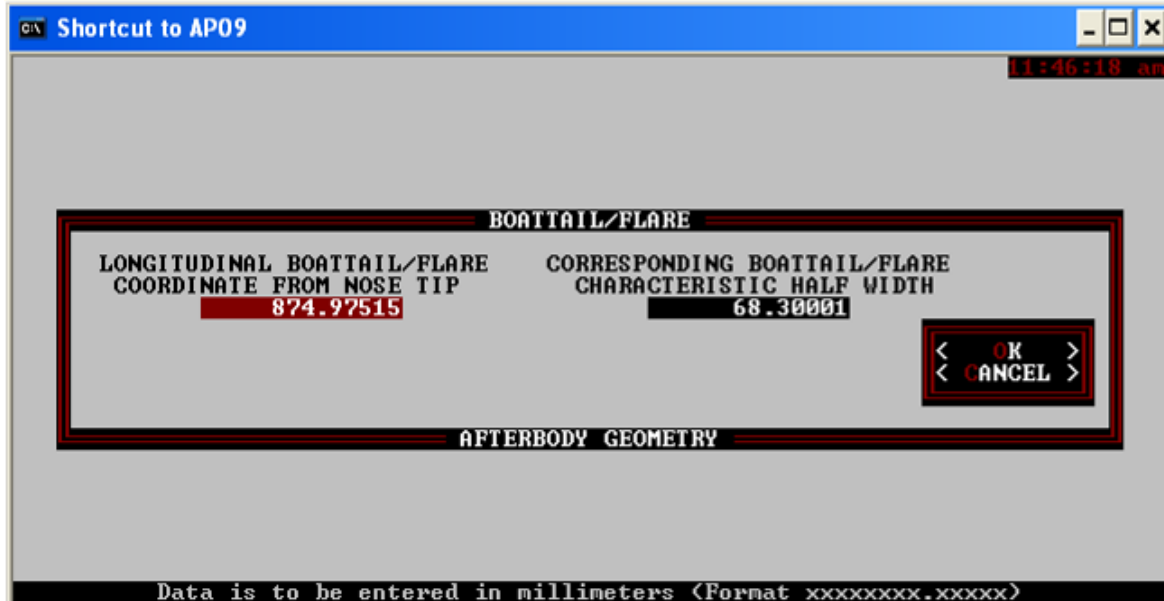 Shortcut to AP09
11:46:18 am
BOATTAIL/FLARE
LONGITUDINAL BOATTAIL/FLARE
COORDINATE FROM NOSE TIP
874.97515
CORRESPONDING BOATTAIL/FLARE
CHARACTERISTIC HALF WIDTH
68.30001
< OK >
< CANCEL >
AFTERBODY GEOMETRY
Data is to be entered in millimeters (Format xxxxxxxx.xxxxx)